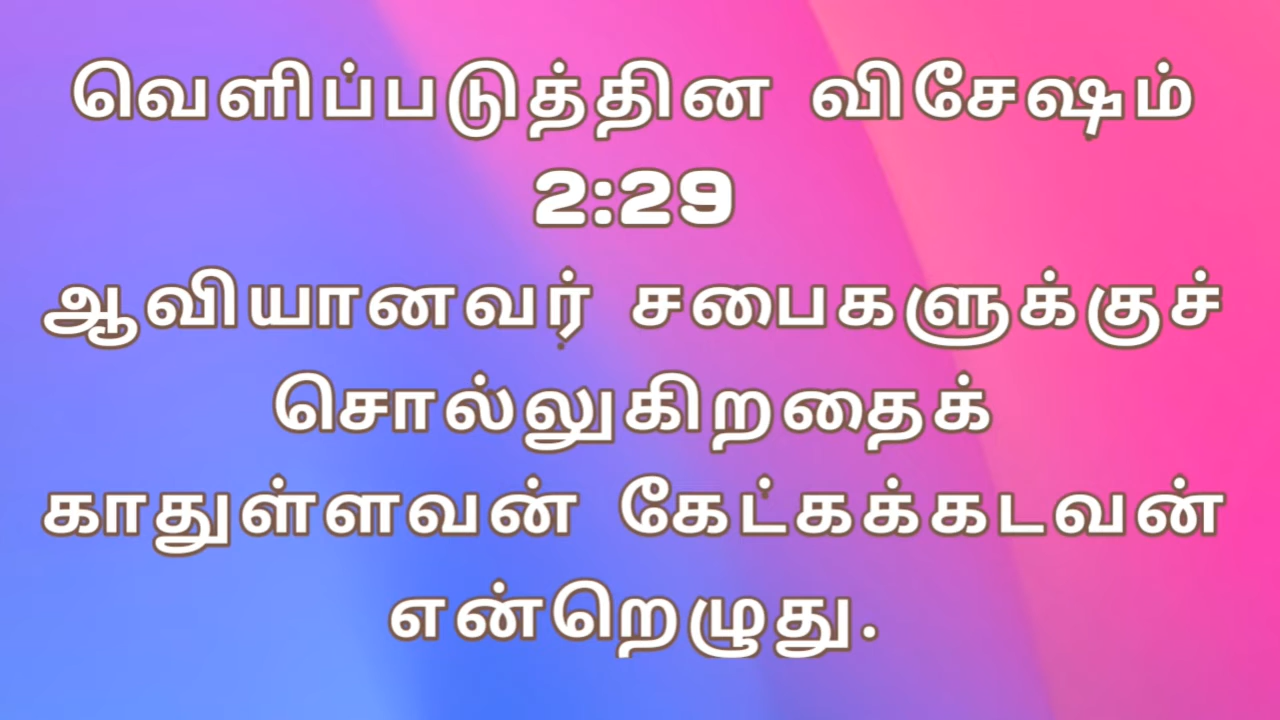 வெளிப்படுத்தின விசேஷம்
2:29
ஆவியானவர் சபைகளுக்குச்
சொல்லுகிறதைக்
காதுள்ளவன் கேட்கக்கடவன்
என்றெழுது.